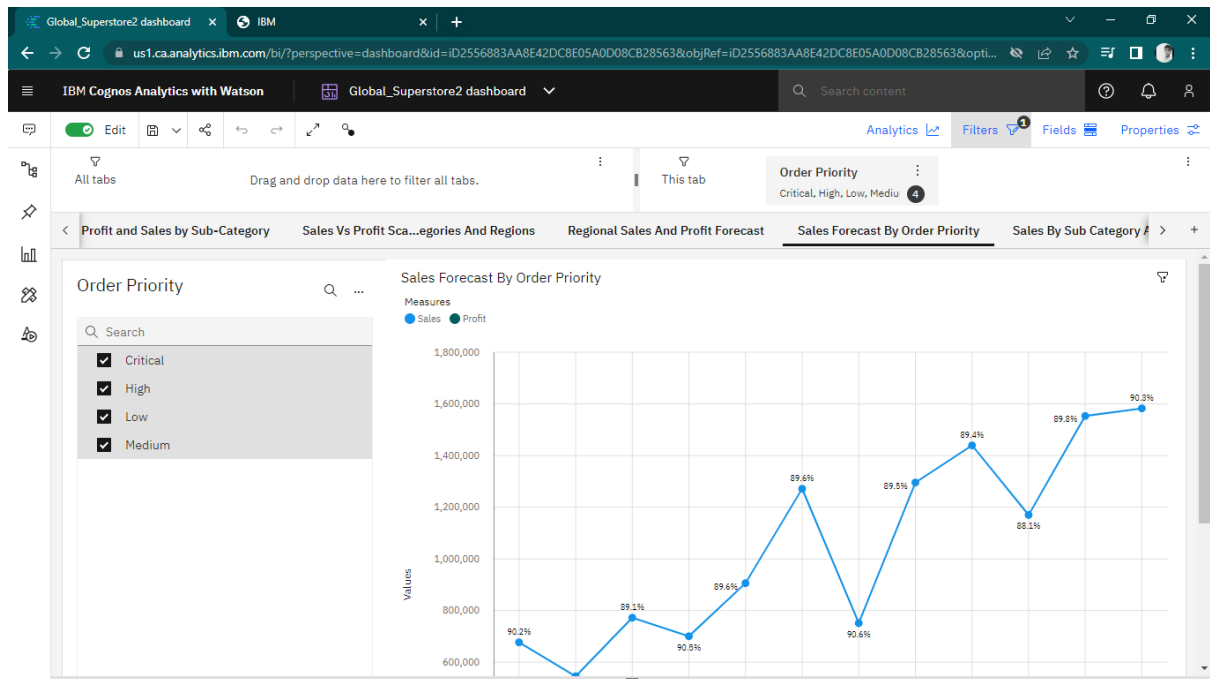 Global_Superstore2 dashboard
IBM
us1.ca.analytics.ibm.com/bi/?perspective=dashboard&id=iD2556883AA8E42DC8E05A0D08CB28563&objRef=iD2556883AA8E42DC8E05A0D08CB28563&opti...
IBM Cognos Analytics with Watson
Global_Superstore2 dashboard
Search content
Edit
Analytics
Filters
1
Fields
Properties
All tabs
Drag and drop data here to filter all tabs.
This tab
Order Priority
Critical, High, Low, Mediu
4
Profit and Sales by Sub-Category
Sales Vs Profit Sca...egories And Regions
Regional Sales And Profit Forecast
Sales Forecast By Order Priority
Sales By Sub Category A
Order Priority
Search
Critical
High
Low
Medium
Sales Forecast By Order Priority
Measures
Sales
Profit
1,800,000
1,600,000
1,400,000
1,200,000
1,000,000
800,000
600,000
Values
90.2%
89.1%
90.5%
89.6%
89.6%
90.6%
89.5%
89.4%
88.1%
89.8%
90.3%